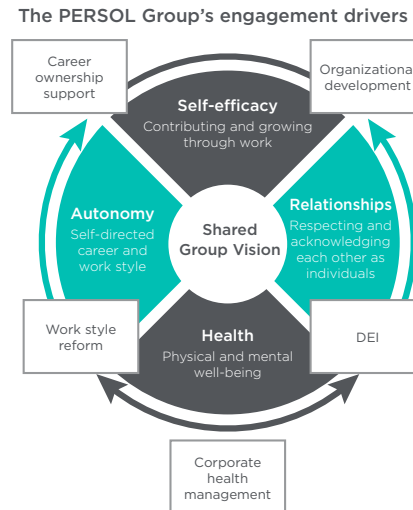 The PERSOL Group's engagement drivers
Career
ownership
support
Organizational
development
Self-efficacy
Contributing and growing
through work
Autonomy
Self-directed
career and
work style
Shared
Group Vision
Relationships
Respecting and
acknowledging
each other as
individuals
Work style
reform
Health
Physical and mental
well-being
DEI
Corporate
health
management